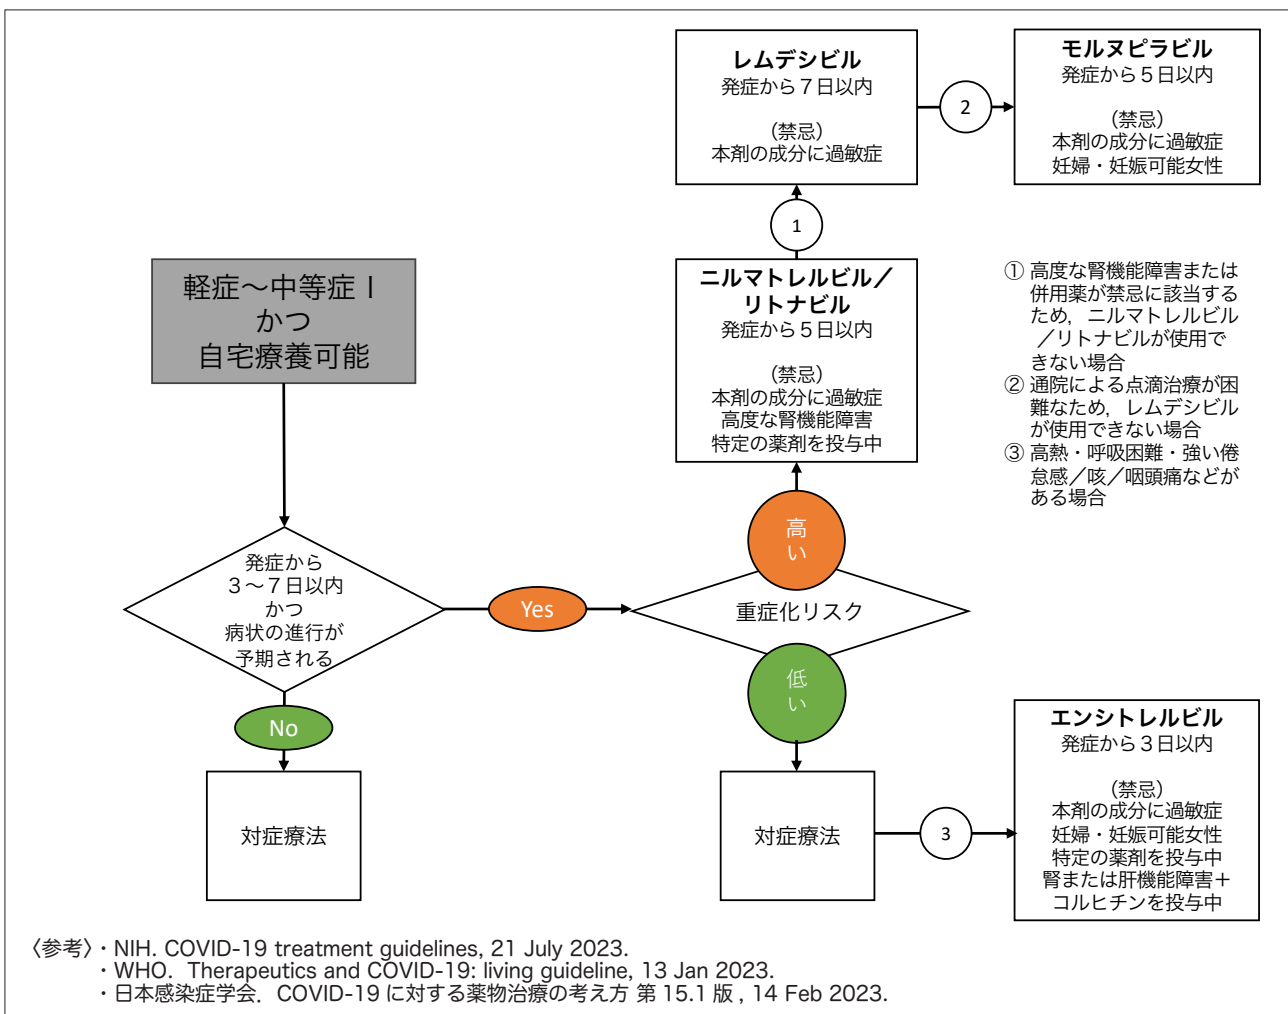 レムデシビル
発症から７日以内
（禁忌）
本剤の成分に過敏症
2
モルヌピラビル
発症から５日以内
（禁忌）
本剤の成分に過敏症
妊婦・妊娠可能女性
1
軽症～中等症Ⅰ
かつ
自宅療養可能
ニルマトレルビル／
リトナビル
発症から５日以内
（禁忌）
本剤の成分に過敏症
高度な腎機能障害
特定の薬剤を投与中
① 高度な腎機能障害または
併用薬が禁忌に該当する
ため，ニルマトレルビル
／リトナビルが使用で
きない場合
② 通院による点滴治療が困
難なため，レムデシビル
が使用できない場合
③ 高熱・呼吸困難・強い倦
怠感／咳／咽頭痛などが
ある場合
高
い
発症から
３～７日以内
かつ
病状の進行が
予期される
Yes
重症化リスク
低
い
No
対症療法
対症療法
3
エンシトレルビル
発症から３日以内
（禁忌）
本剤の成分に過敏症
妊婦・妊娠可能女性
特定の薬剤を投与中
腎または肝機能障害＋
コルヒチンを投与中
〈参考〉・NIH. COVID-19 treatment guidelines, 21 July 2023.
・WHO. Therapeutics and COVID-19: living guideline, 13 Jan 2023.
・日本感染症学会．COVID-19 に対する薬物治療の考え方 第 15.1 版 , 14 Feb 2023.